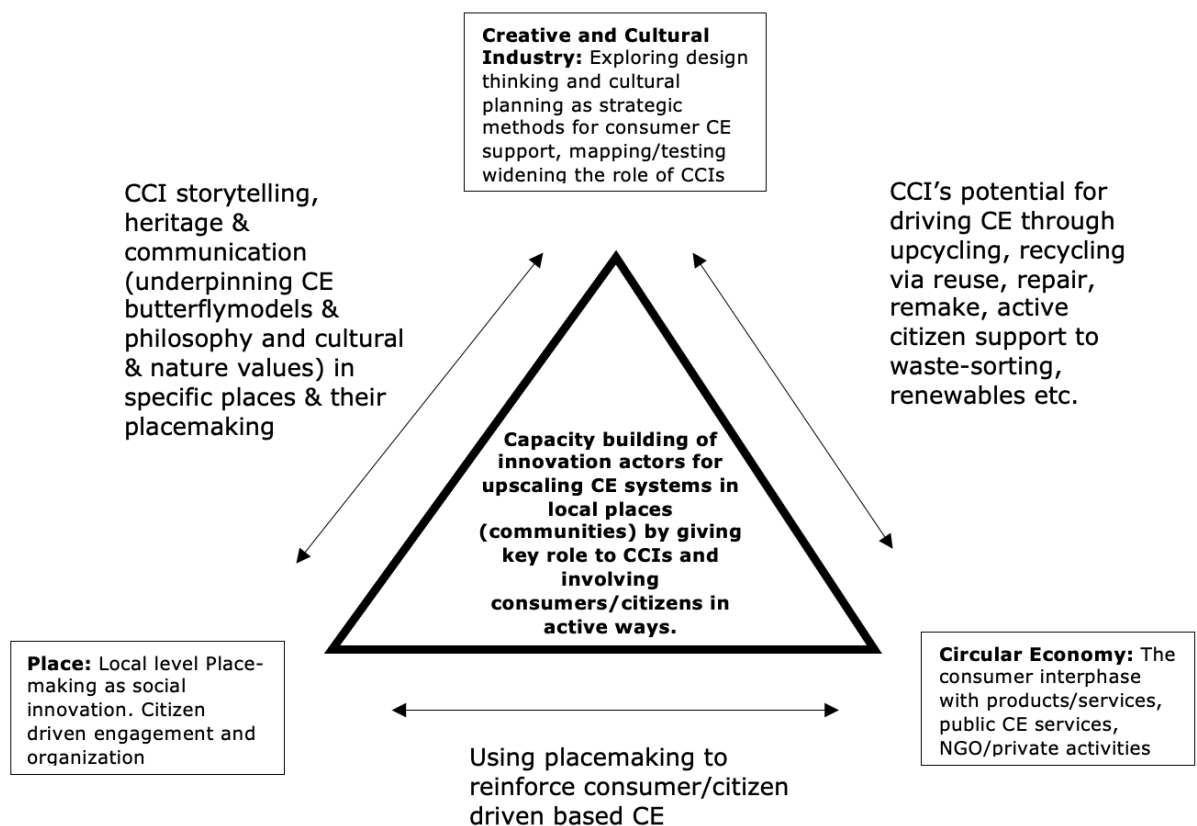 Creative and Cultural
Industry: Exploring design
thinking and cultural
planning as strategic
methods for consumer CE
support, mapping/testing
widening the role of CCIs
CCI storytelling,
heritage &
communication
(underpinning CE
butterflymodels &
philosophy and cultural
& nature values) in
specific places & their
placemaking
CCI’s potential for
driving CE through
upcycling, recycling
via reuse, repair,
remake, active
citizen support to
waste-sorting,
renewables etc.
Capacity building of
innovation actors for
upscaling CE systems in
local places
(communities) by giving
key role to CCIs and
involving
consumers/citizens in
active ways.
Place: Local level Place-
making as social
innovation. Citizen
driven engagement and
organization
Circular Economy: The
consumer interphase
with products/services,
public CE services,
NGO/private activities
Using placemaking to
reinforce consumer/citizen
driven based CE